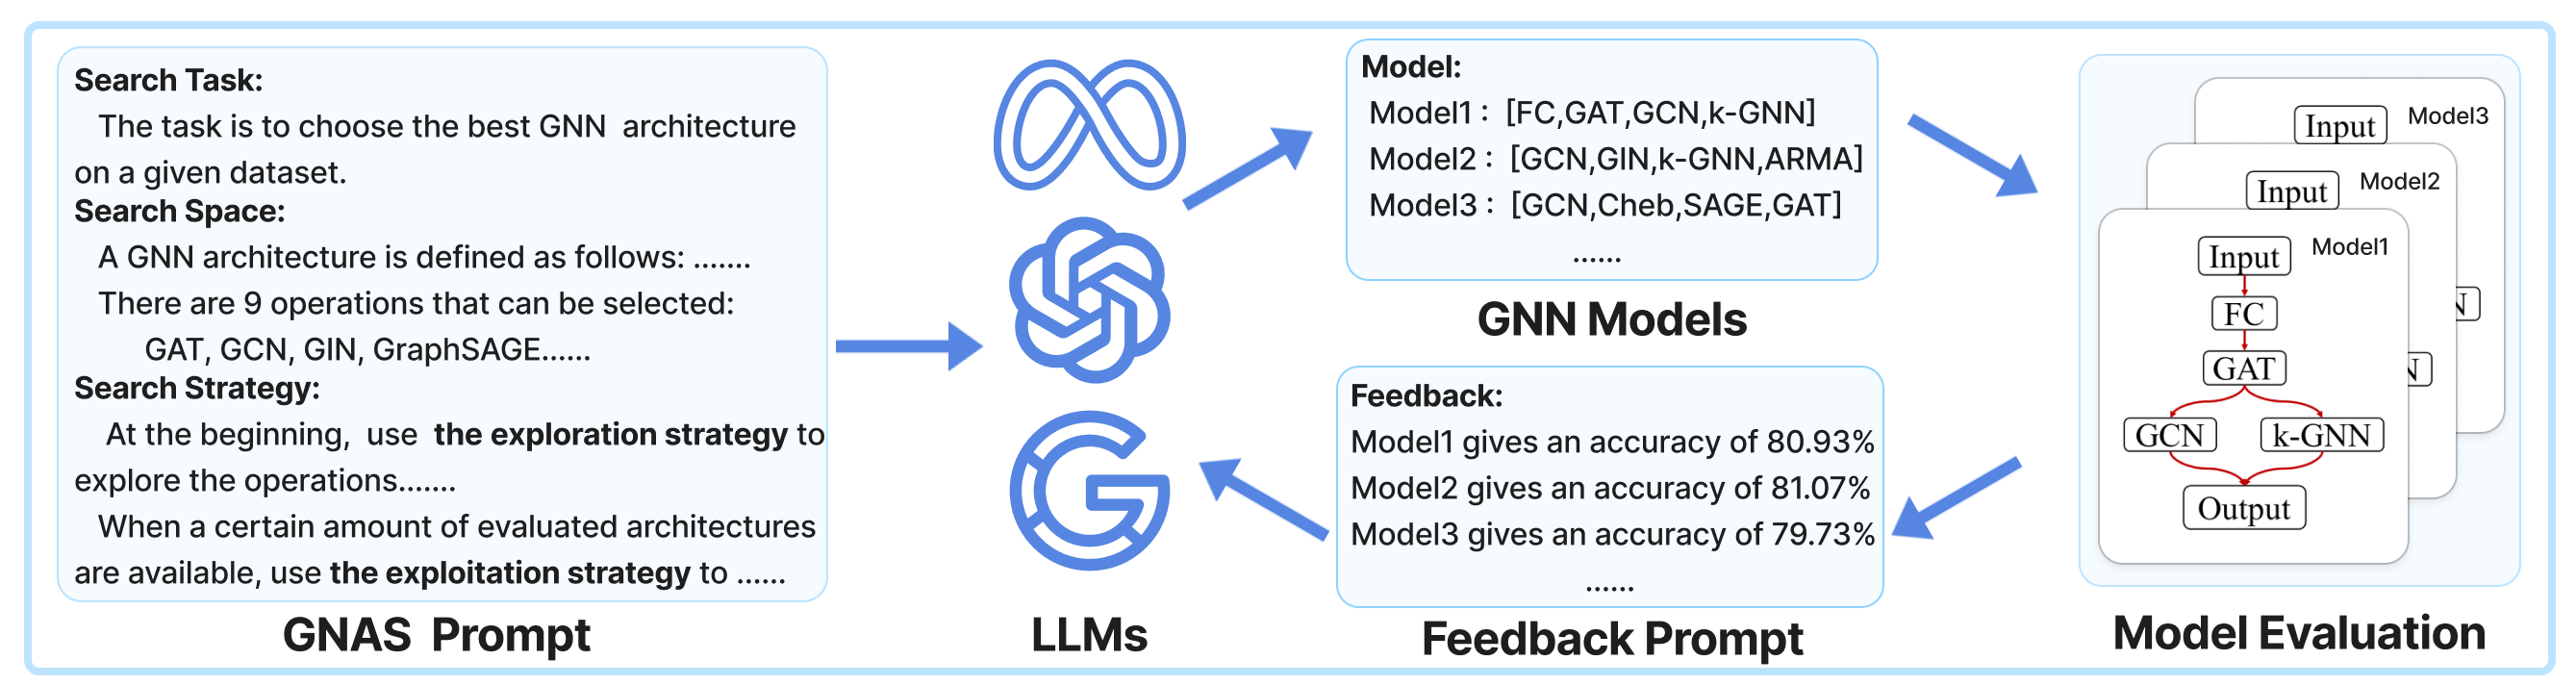 Search Task:
The task is to choose the best GNN architecture
on a given dataset.
Search Space:
A GNN architecture is defined as follows: .......
There are 9 operations that can be selected:
GAT, GCN, GIN, GraphSAGE......
Search Strategy:
At the beginning, use the exploration strategy to
explore the operations.......
When a certain amount of evaluated architectures
are available, use the exploitation strategy to ......
GNAS Prompt
LLMs
Model:
Model1 : [FC,GAT,GCN,k-GNN]
Model2 : [GCN,GIN,k-GNN,ARMA]
Model3 : [GCN,Cheb,SAGE,GAT]
......
GNN Models
Feedback:
Model1 gives an accuracy of 80.93%
Model2 gives an accuracy of 81.07%
Model3 gives an accuracy of 79.73%
......
Feedback Prompt
Input Model3
Input Model2
Input Model1
FC
GAT
GCN k-GNN
Output
N
N
Model Evaluation